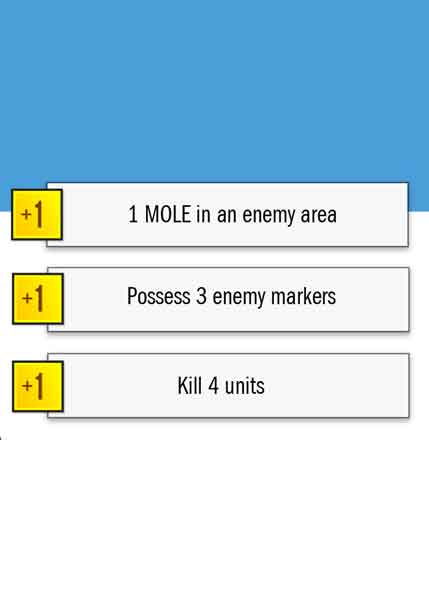 +1
1 MOLE in an enemy area
+1
Possess 3 enemy markers
+1
Kill 4 units